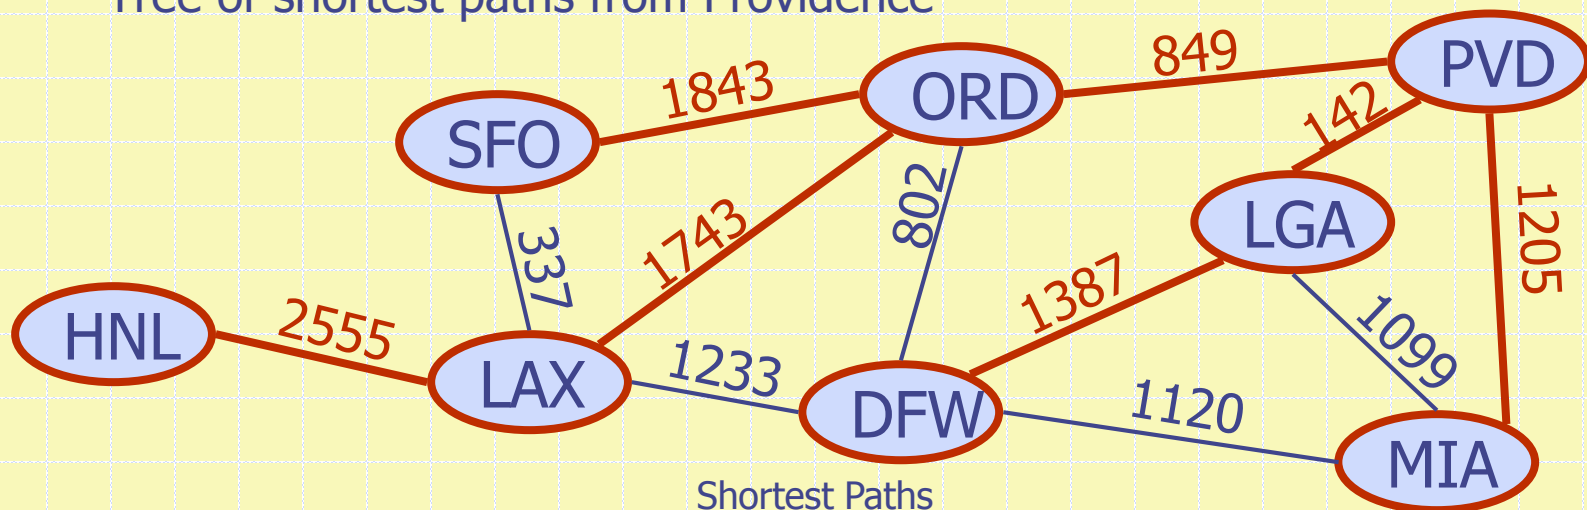 Tree of shortest paths from Providence
849
PVD
1843
ORD
142
SFO
802
LGA
1205
337
1743
1387
HNL
2555
1099
LAX
1233
DFW
1120
MIA
Shortest Paths